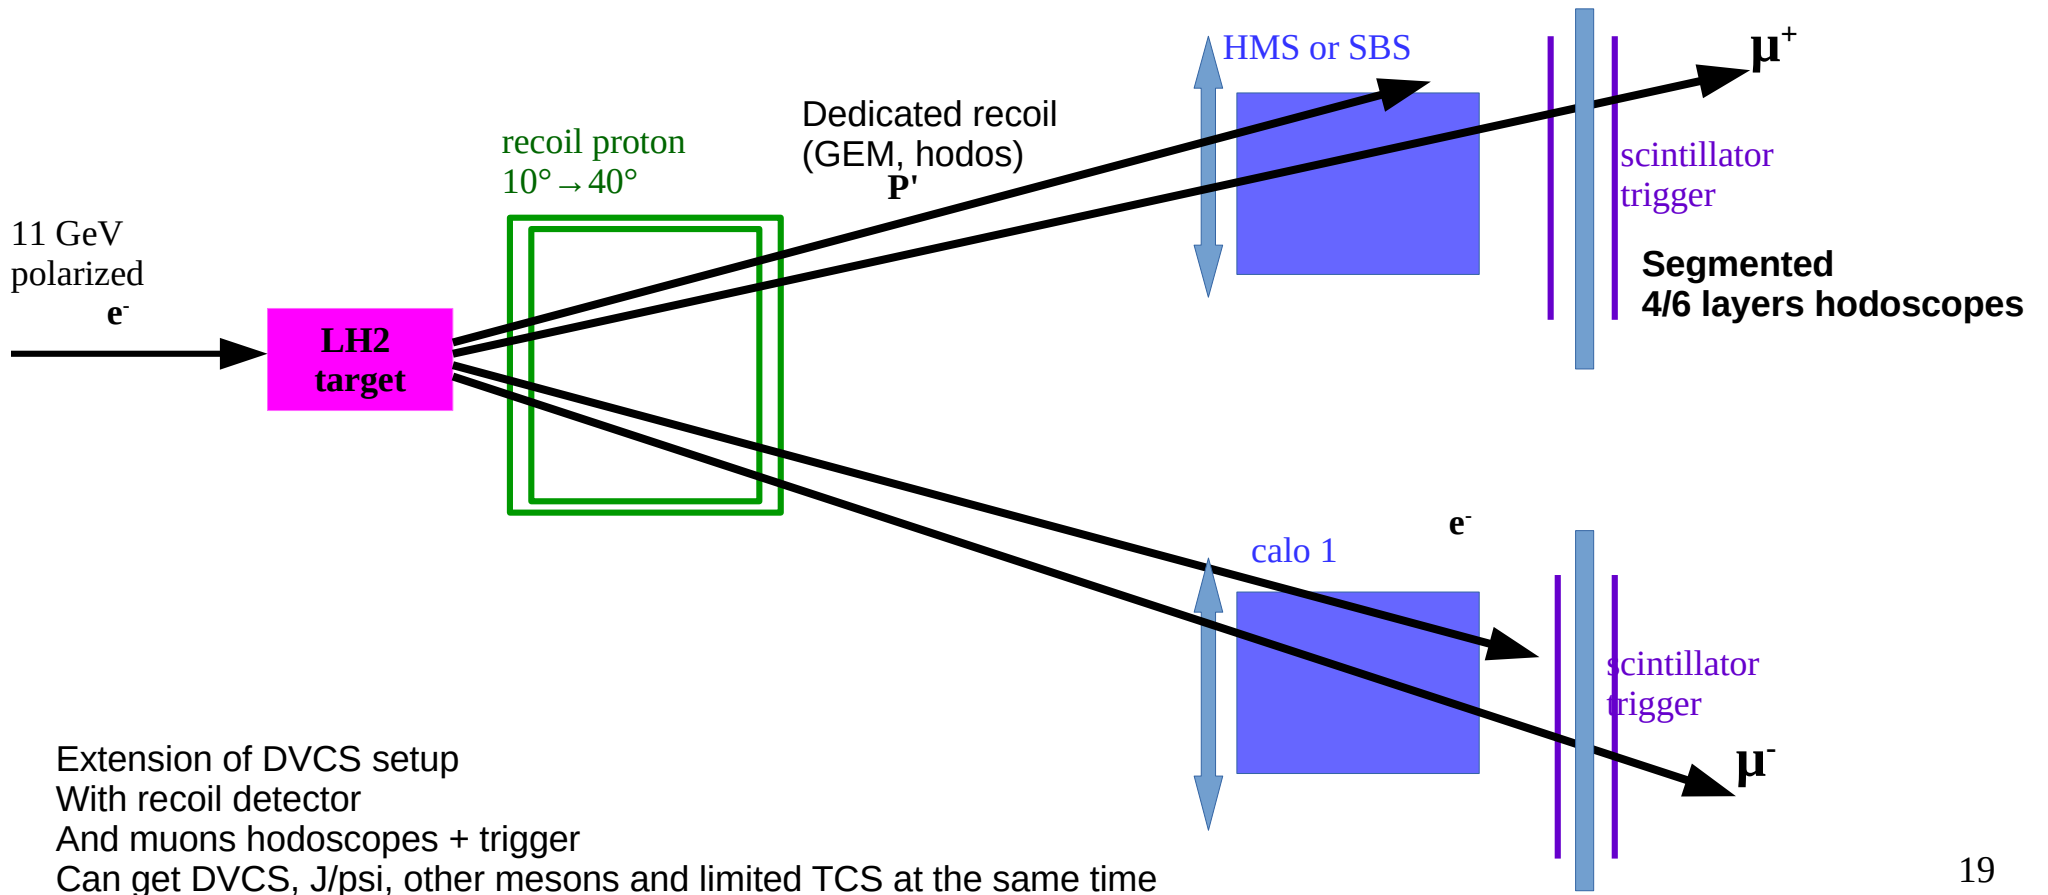 HMS or SBS
μ+
Dedicated recoil
(GEM, hodos)
P'
recoil proton
10°→40°
scintillator
trigger
11 GeV
polarized
e-
Segmented
4/6 layers hodoscopes
LH2
target
e-
calo 1
scintillator
trigger
μ-
Extension of DVCS setup
With recoil detector
And muons hodoscopes + trigger
Can get DVCS, J/psi, other mesons and limited TCS at the same time
19